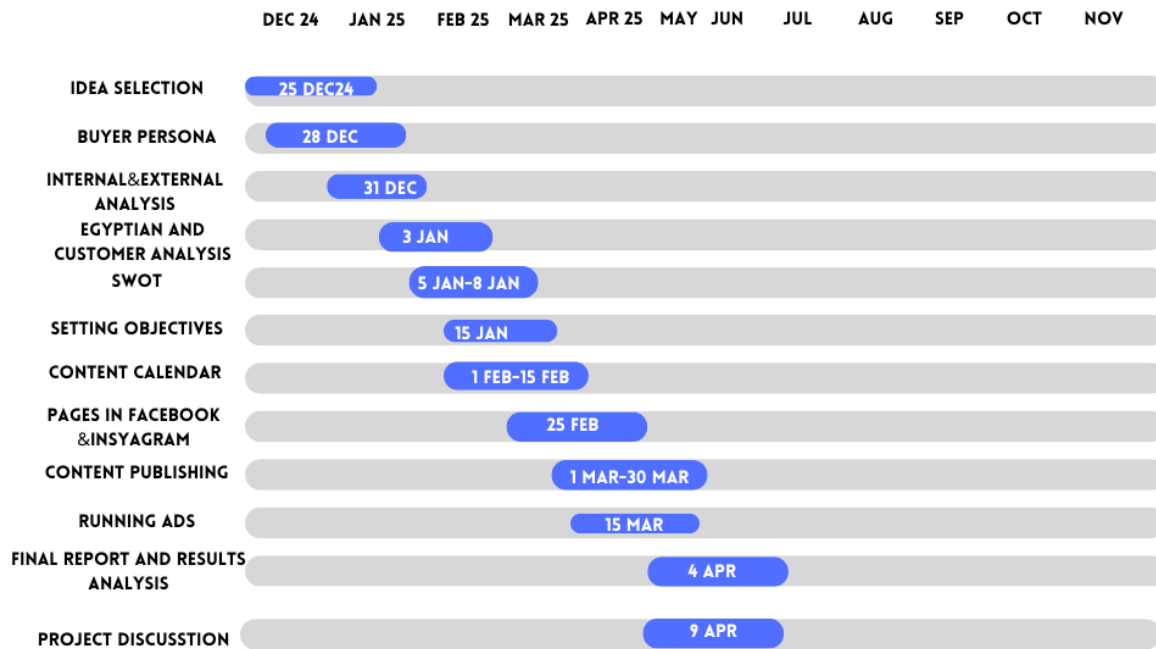 DEC 24 JAN 25 FEB 25 MAR 25 APR 25 MAY JUN JUL AUG SEP OCT NOV
IDEA SELECTION 25 DEC24
BUYER PERSONA 28 DEC
INTERNAL&EXTERNAL
ANALYSIS 31 DEC
EGYPTIAN AND
CUSTOMER ANALYSIS 3 JAN
SWOT 5 JAN-8 JAN
SETTING OBJECTIVES 15 JAN
CONTENT CALENDAR 1 FEB-15 FEB
PAGES IN FACEBOOK
&INSYAGRAM 25 FEB
CONTENT PUBLISHING 1 MAR-30 MAR
RUNNING ADS 15 MAR
FINAL REPORT AND RESULTS
ANALYSIS 4 APR
PROJECT DISCUSSTION 9 APR